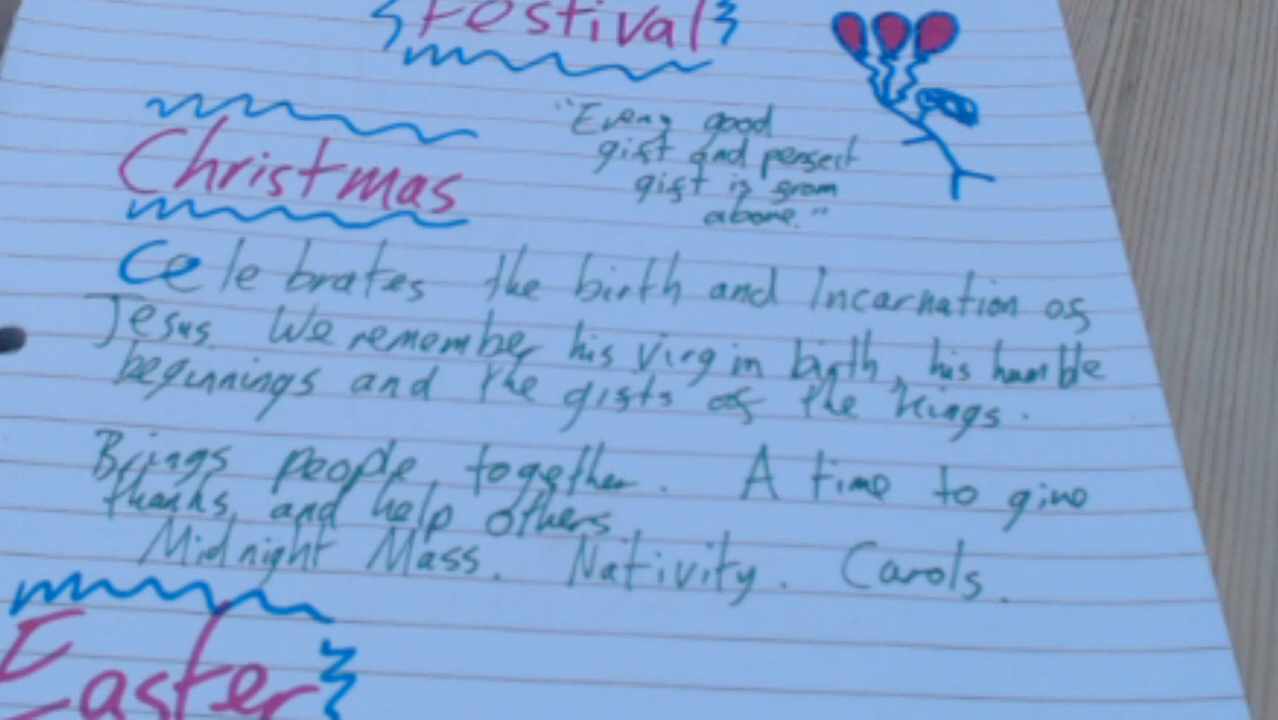 Festival
Christmas
"Every good
gift and perfect
gift is from
above."
Celebrates the birth and Incarnation of
Jesus. We remember his virgin birth, his humble
beginnings and the gifts of the kings.
Brings people together. A time to give
thanks, and help others.
Midnight Mass. Nativity. Carols.
Easter